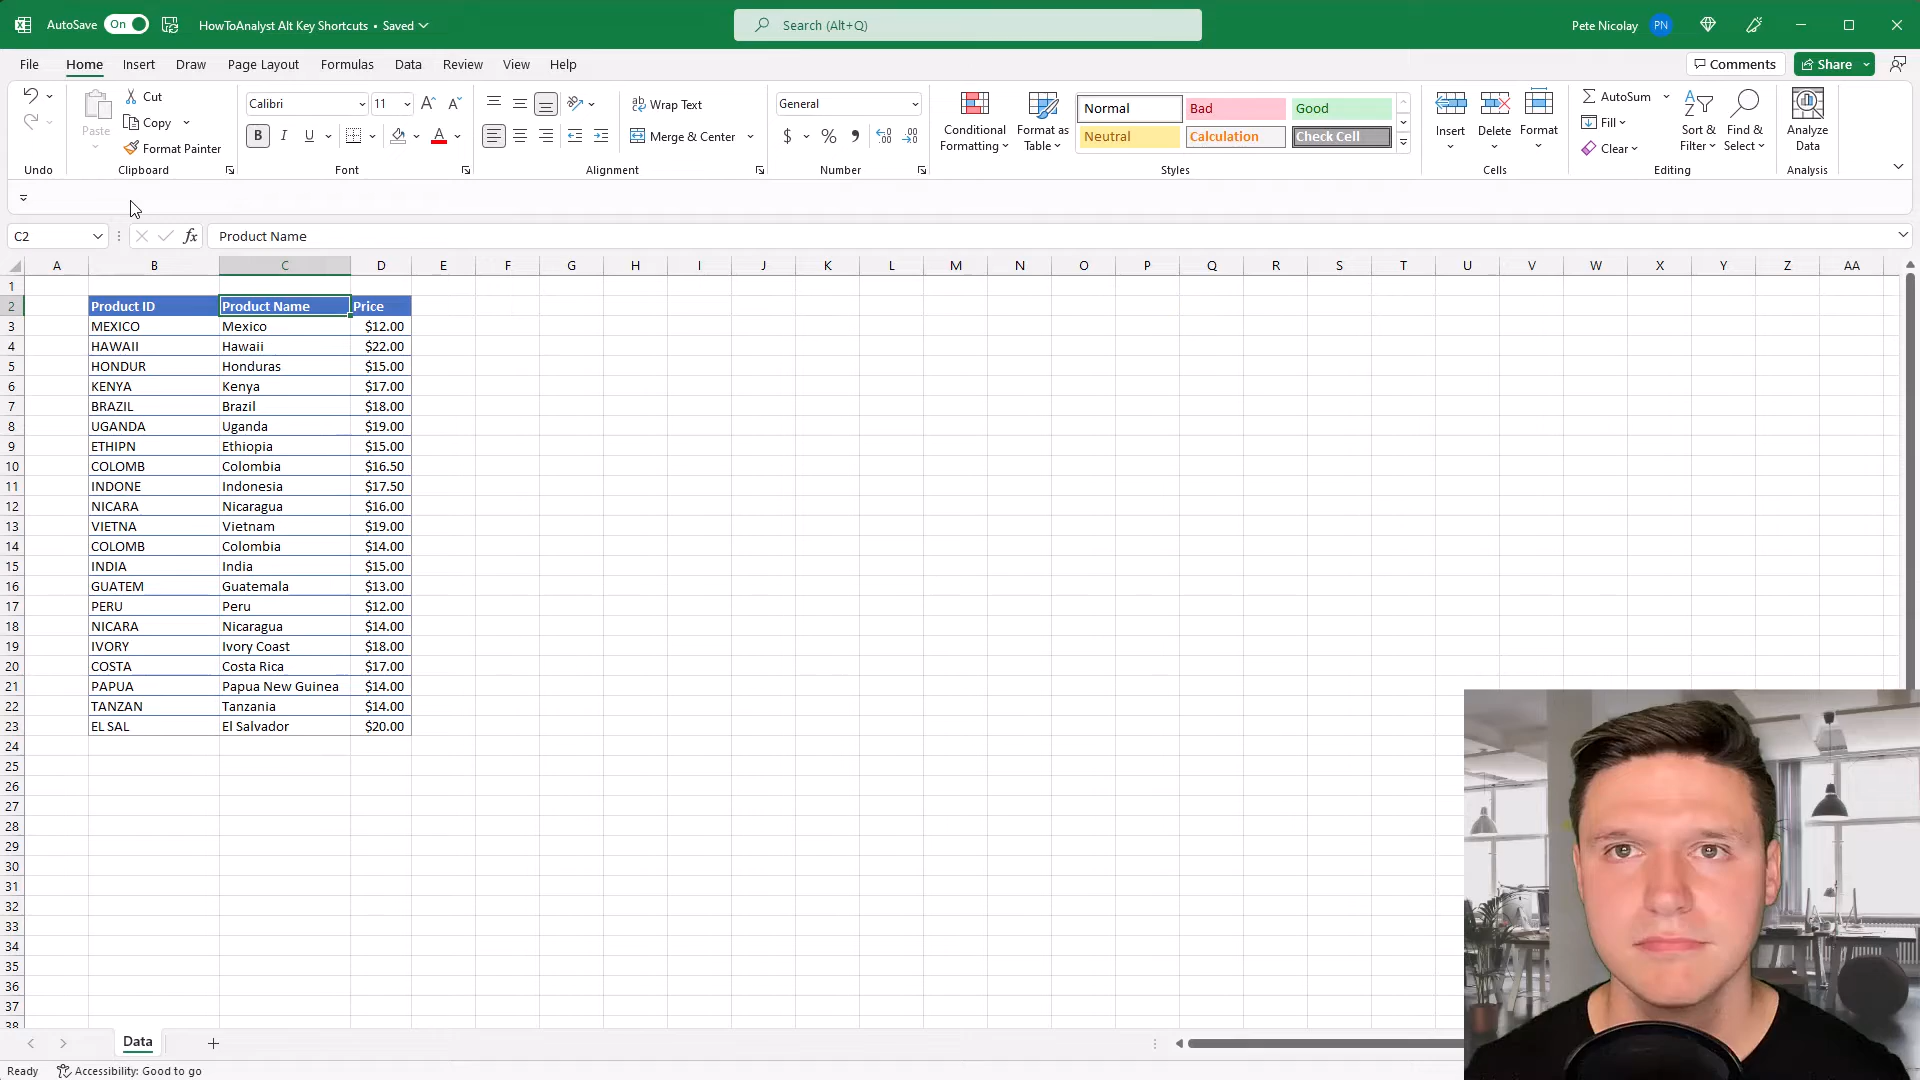 AutoSave On HowToAnalyst Alt Key Shortcuts • Saved Search (Alt+Q) Pete Nicolay PN
File Home Insert Draw Page Layout Formulas Data Review View Help Comments Share
Paste Cut Copy Format Painter
Calibri 11 B I U A
Wrap Text Merge & Center
General $ % ,
Conditional Formatting Format as Table
Normal Bad Good
Neutral Calculation Check Cell
Insert Delete Format
AutoSum Fill Clear Sort & Filter Find & Select Analyze Data
Undo Clipboard Font Alignment Number Styles Cells Editing Analysis
C2 fx Product Name
A B C D E F G H I J K L M N O P Q R S T U V W X Y Z AA
1
2 Product ID Product Name Price
3 MEXICO Mexico $12.00
4 HAWAII Hawaii $22.00
5 HONDUR Honduras $15.00
6 KENYA Kenya $17.00
7 BRAZIL Brazil $18.00
8 UGANDA Uganda $19.00
9 ETHIPN Ethiopia $15.00
10 COLOMB Colombia $16.50
11 INDONE Indonesia $17.50
12 NICARA Nicaragua $16.00
13 VIETNA Vietnam $19.00
14 COLOMB Colombia $14.00
15 INDIA India $15.00
16 GUATEM Guatemala $13.00
17 PERU Peru $12.00
18 NICARA Nicaragua $14.00
19 IVORY Ivory Coast $18.00
20 COSTA Costa Rica $17.00
21 PAPUA Papua New Guinea $14.00
22 TANZAN Tanzania $14.00
23 EL SAL El Salvador $20.00
24
25
26
27
28
29
30
31
32
33
34
35
36
37
38
Data
Ready Accessibility: Good to go